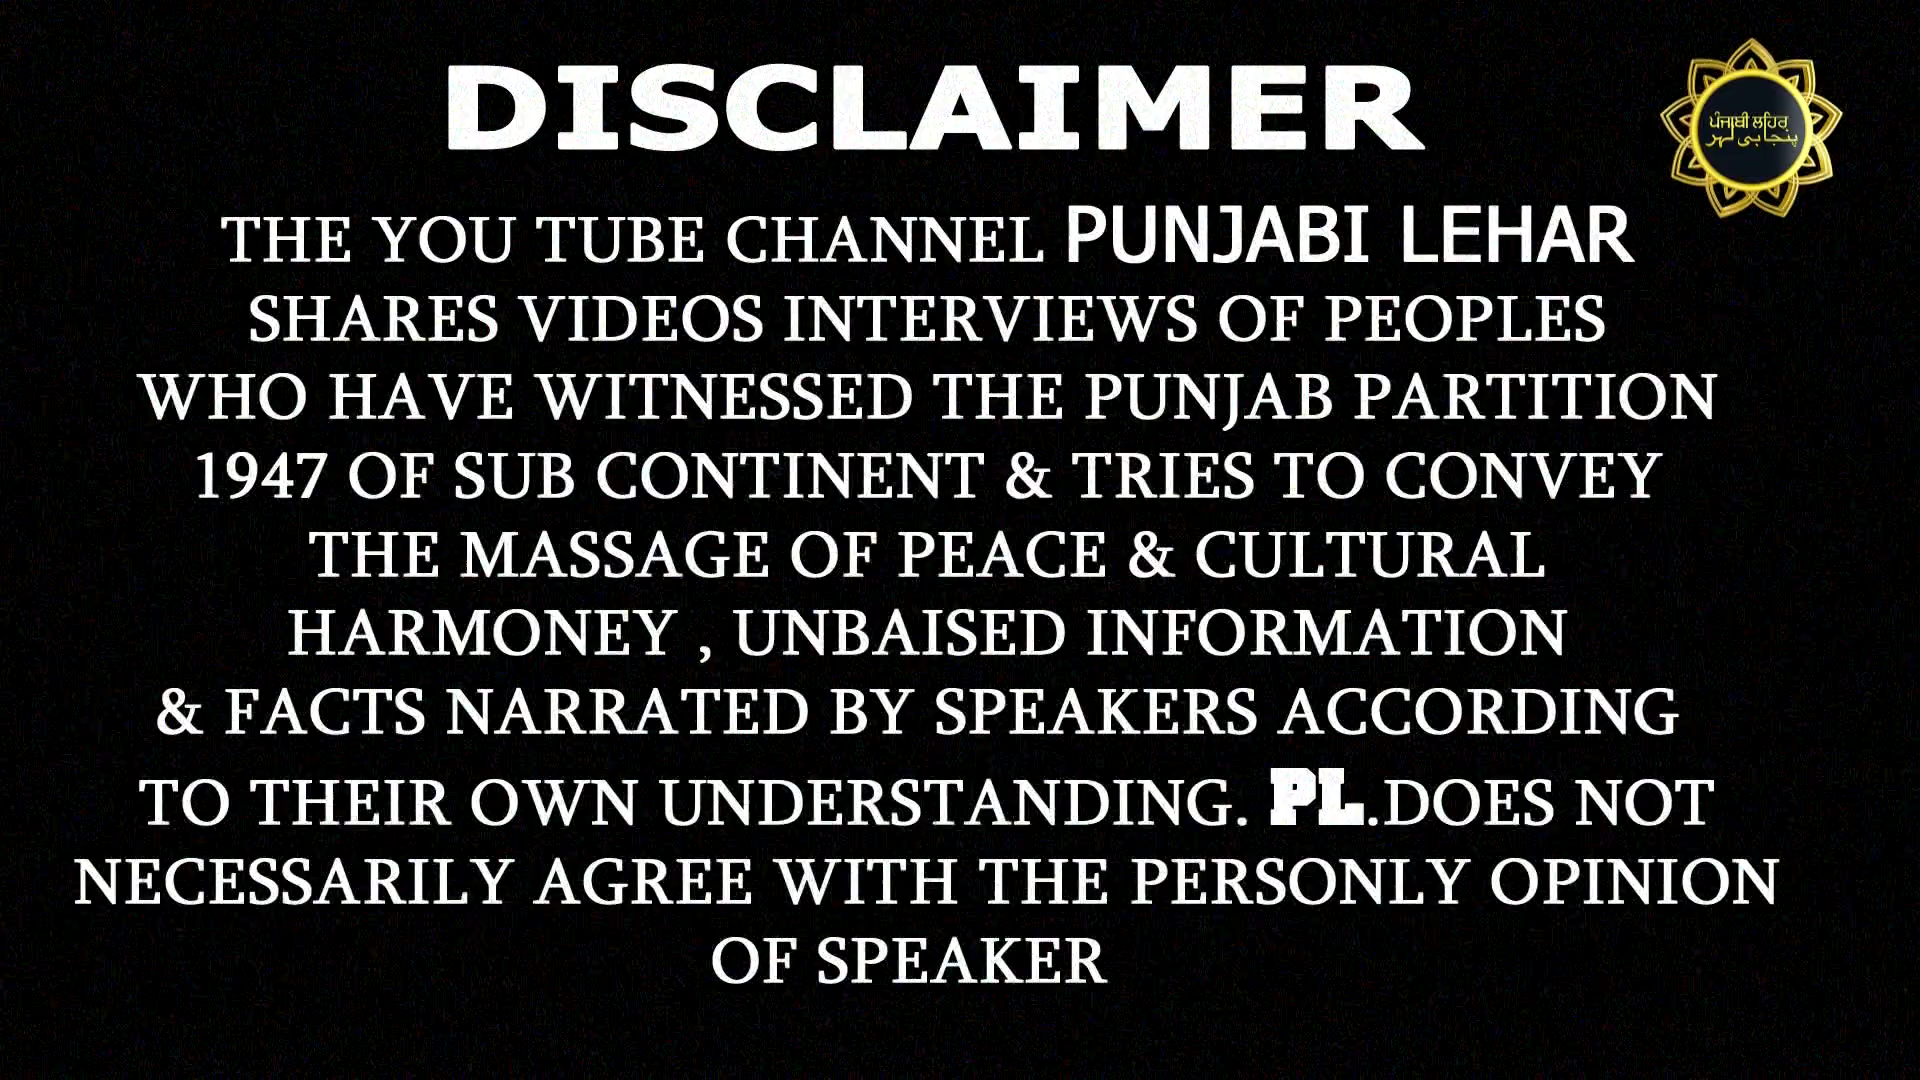 DISCLAIMER
ਪੰਜਾਬੀ ਲਹਿਰ
پنجابی لہر
THE YOU TUBE CHANNEL PUNJABI LEHAR
SHARES VIDEOS INTERVIEWS OF PEOPLES
WHO HAVE WITNESSED THE PUNJAB PARTITION
1947 OF SUB CONTINENT & TRIES TO CONVEY
THE MASSAGE OF PEACE & CULTURAL
HARMONEY , UNBAISED INFORMATION
& FACTS NARRATED BY SPEAKERS ACCORDING
TO THEIR OWN UNDERSTANDING. PL.DOES NOT
NECESSARILY AGREE WITH THE PERSONLY OPINION
OF SPEAKER